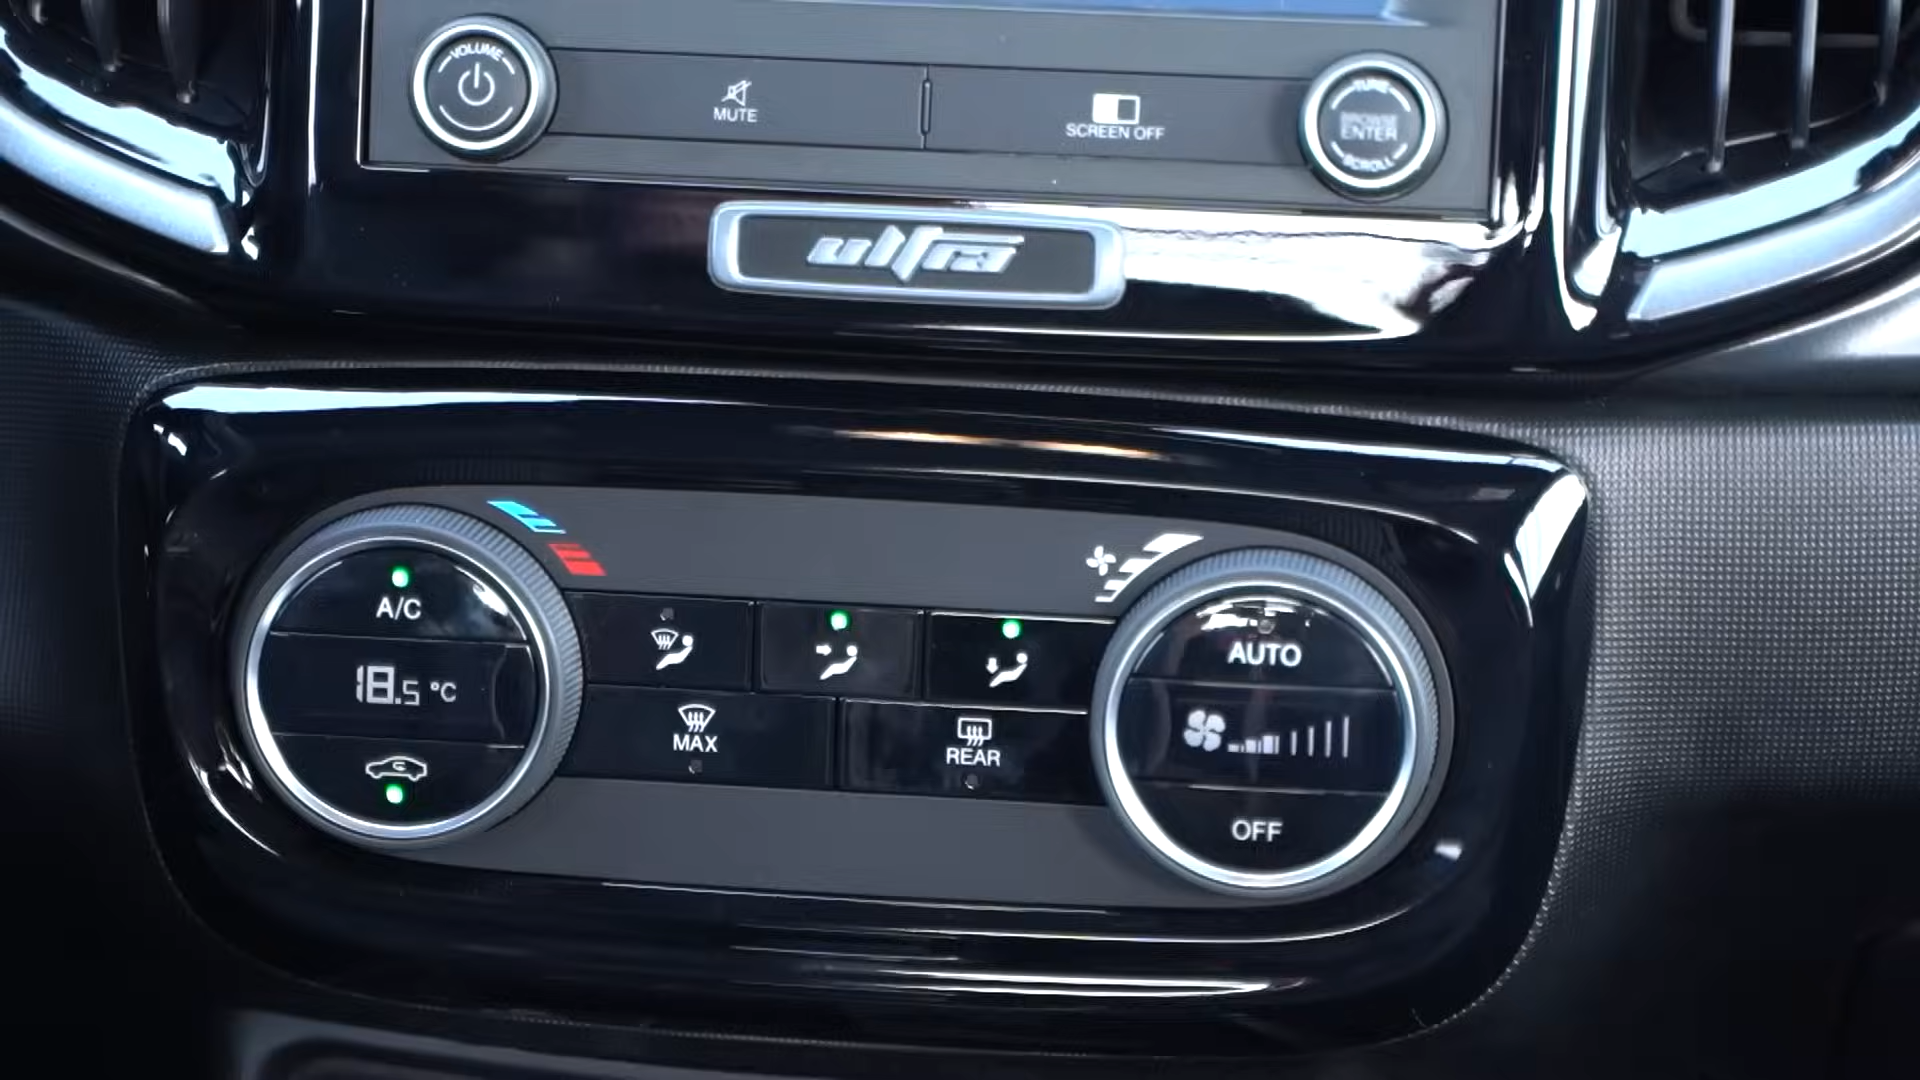 VOLUME
MUTE
SCREEN OFF
TUNE
BROWSE
ENTER
SCROLL
ultra
A/C
18.5 °C
MAX
REAR
AUTO
OFF